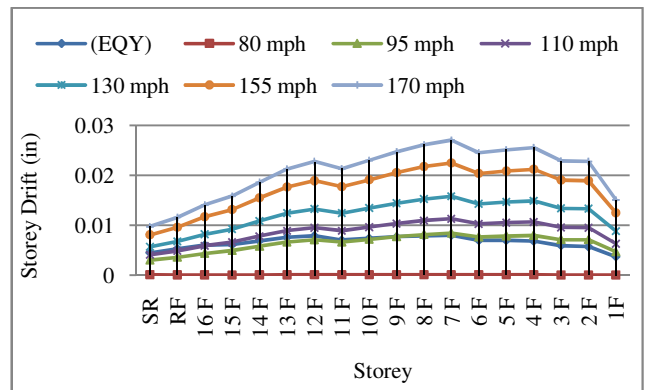 (EQY) 80 mph 95 mph 110 mph
130 mph 155 mph 170 mph
0.03
0.02
0.01
0
Storey Drift (in)
SR RF 16 F 15 F 14 F 13 F 12 F 11 F 10 F 9 F 8 F 7 F 6 F 5 F 4 F 3 F 2 F 1F
Storey